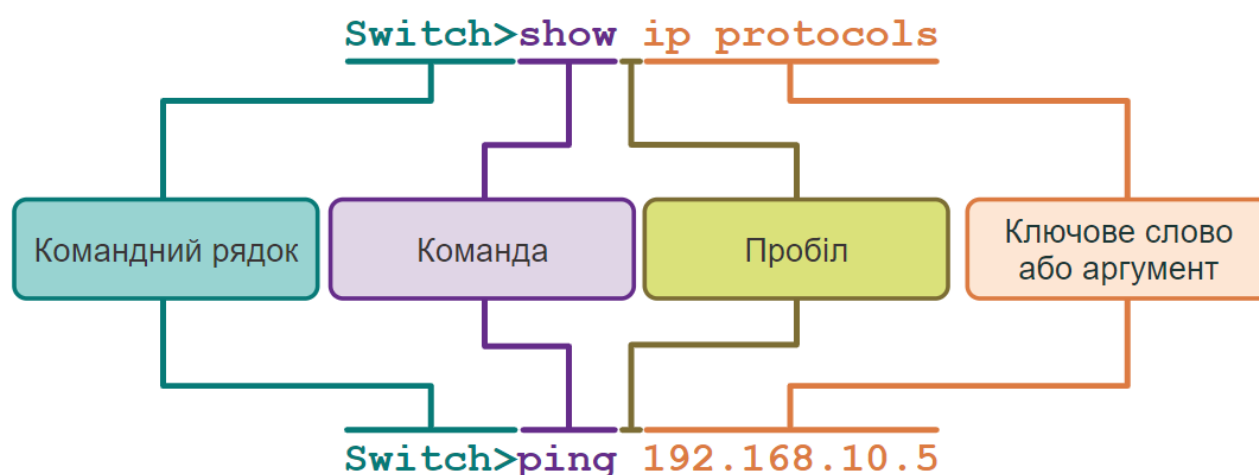 Switch>show ip protocols
Командний рядок
Команда
Пробіл
Ключове слово
або аргумент
Switch>ping 192.168.10.5